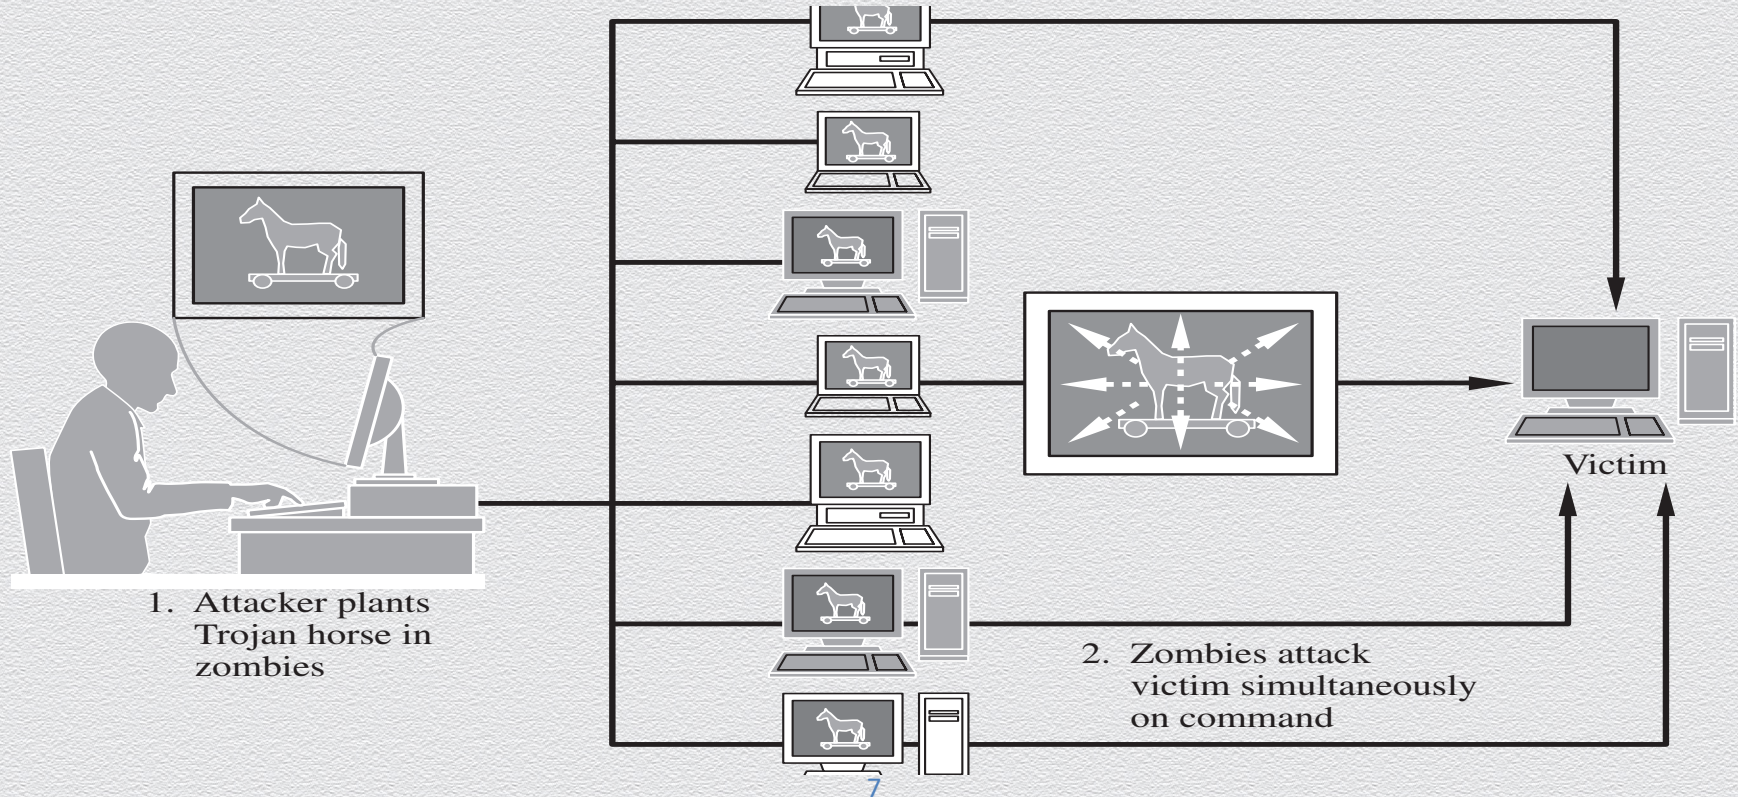 Victim
1. Attacker plants
Trojan horse in
zombies
2. Zombies attack
victim simultaneously
on command
7